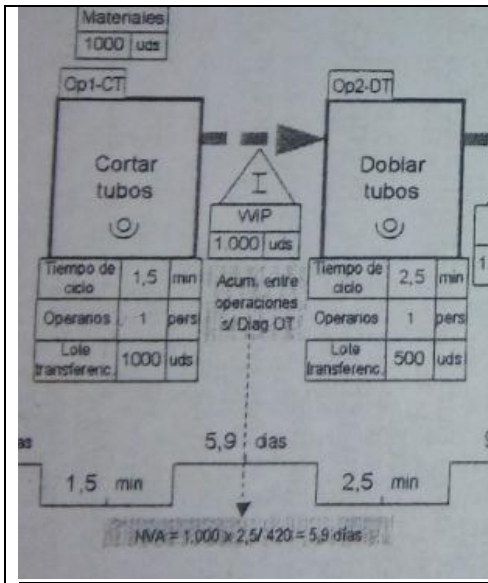 Materiales
1000 uds
Op1-CT
Op2-DT
Cortar
tubos
Doblar
tubos
I
WIP
1.000 uds
Acum. entre
operaciones
s/ Diag OT
Tiempo de
ciclo 1,5 min
Operarios 1 pers
Lote
transferenc. 1000 uds
Tiempo de
ciclo 2,5 min
Operarios 1 pers
Lote
transferenc. 500 uds
as
5,9 días
1,5 min
2,5 min
NVA = 1.000 x 2,5/ 420 = 5,9 días